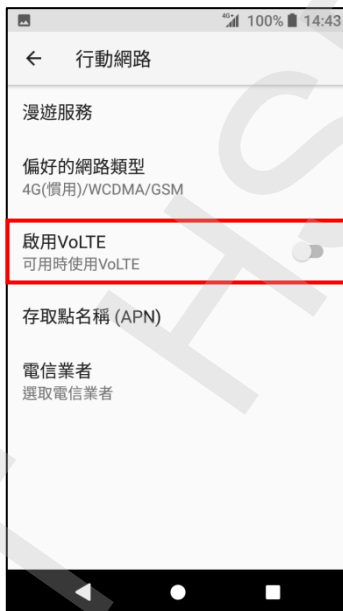 4G+ 100% 14:43
← 行動網路
漫遊服務
偏好的網路類型
4G(慣用)/WCDMA/GSM
啟用VoLTE
可用時使用VoLTE
存取點名稱 (APN)
電信業者
選取電信業者